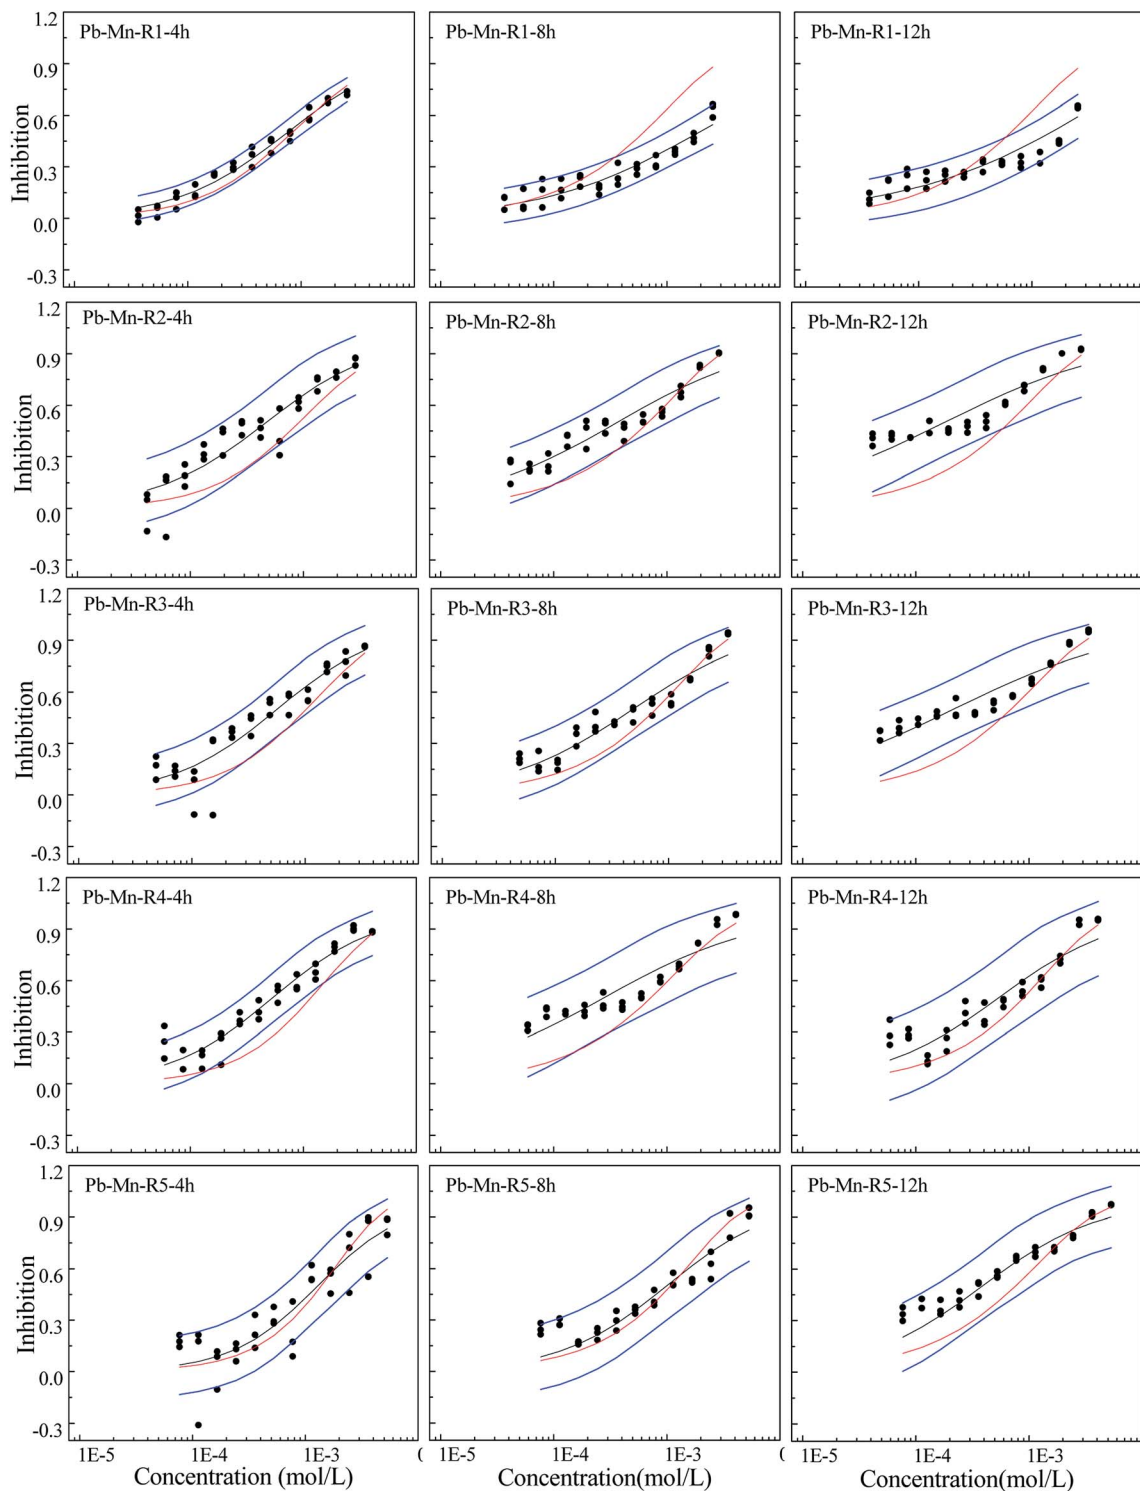 Pb-Mn-R1-4h Pb-Mn-R1-8h Pb-Mn-R1-12h
1.2
0.9
0.6
0.3
0.0
-0.3
Inhibition
Pb-Mn-R2-4h Pb-Mn-R2-8h Pb-Mn-R2-12h
1.2
0.9
0.6
0.3
0.0
-0.3
Inhibition
Pb-Mn-R3-4h Pb-Mn-R3-8h Pb-Mn-R3-12h
1.2
0.9
0.6
0.3
0.0
-0.3
Inhibition
Pb-Mn-R4-4h Pb-Mn-R4-8h Pb-Mn-R4-12h
1.2
0.9
0.6
0.3
0.0
-0.3
Inhibition
Pb-Mn-R5-4h Pb-Mn-R5-8h Pb-Mn-R5-12h
1.2
0.9
0.6
0.3
0.0
-0.3
Inhibition
1E-5 1E-4 1E-3 1E-5 1E-4 1E-3 1E-5 1E-4 1E-3
Concentration (mol/L) Concentration(mol/L) Concentration (mol/L)